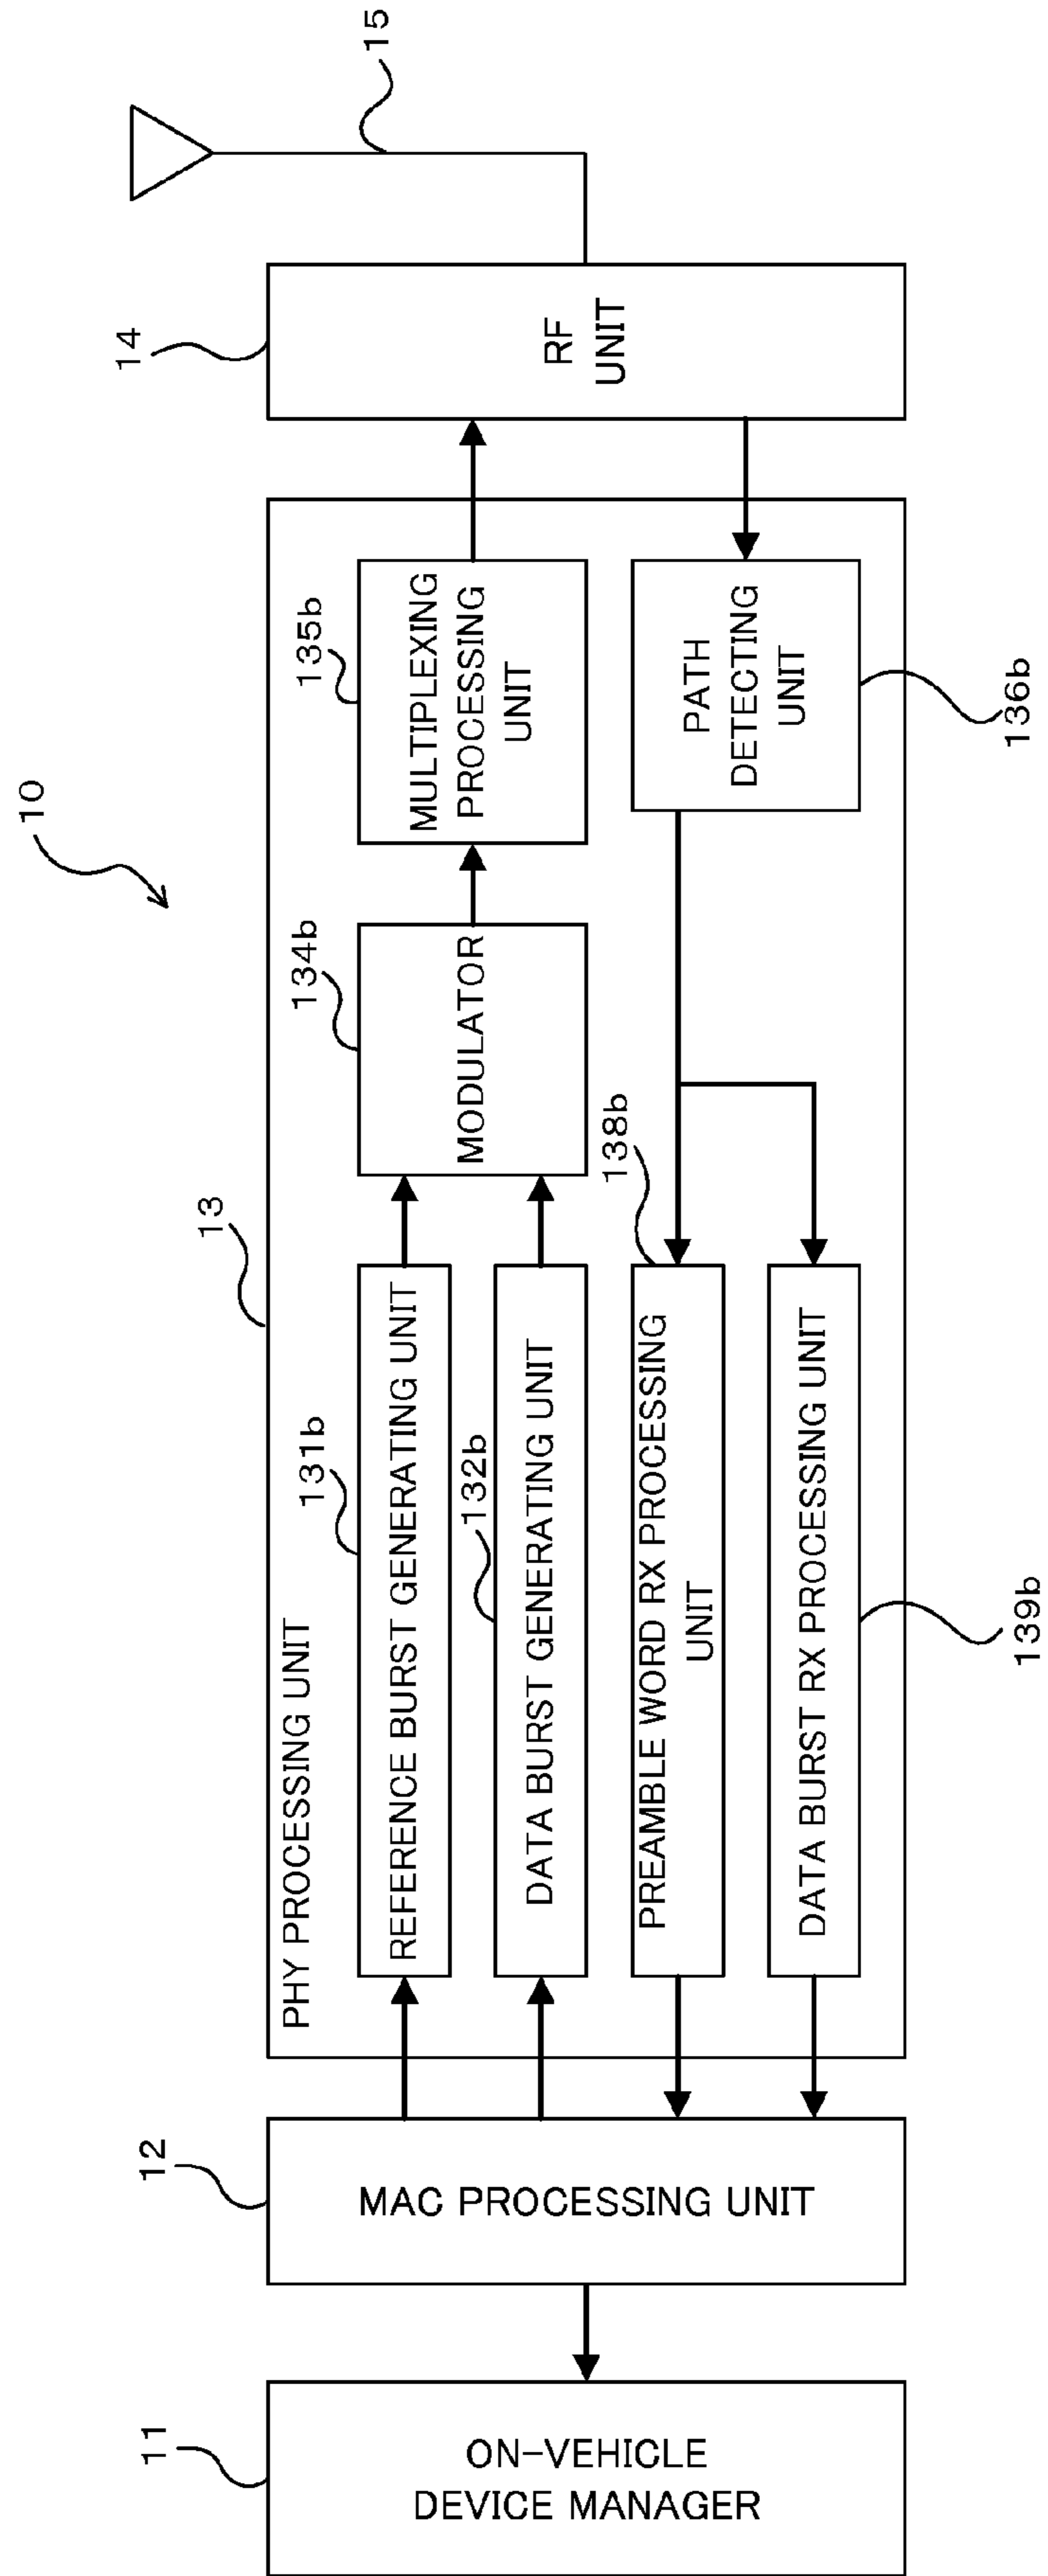 10
11
ON-VEHICLE
DEVICE MANAGER
12
MAC PROCESSING UNIT
13
PHY PROCESSING UNIT
131b
REFERENCE BURST GENERATING UNIT
132b
DATA BURST GENERATING UNIT
134b
MODULATOR
135b
MULTIPLEXING
PROCESSING
UNIT
138b
PREAMBLE WORD RX PROCESSING
UNIT
139b
DATA BURST RX PROCESSING UNIT
PATH
DETECTING
UNIT
136b
14
RF
UNIT
15